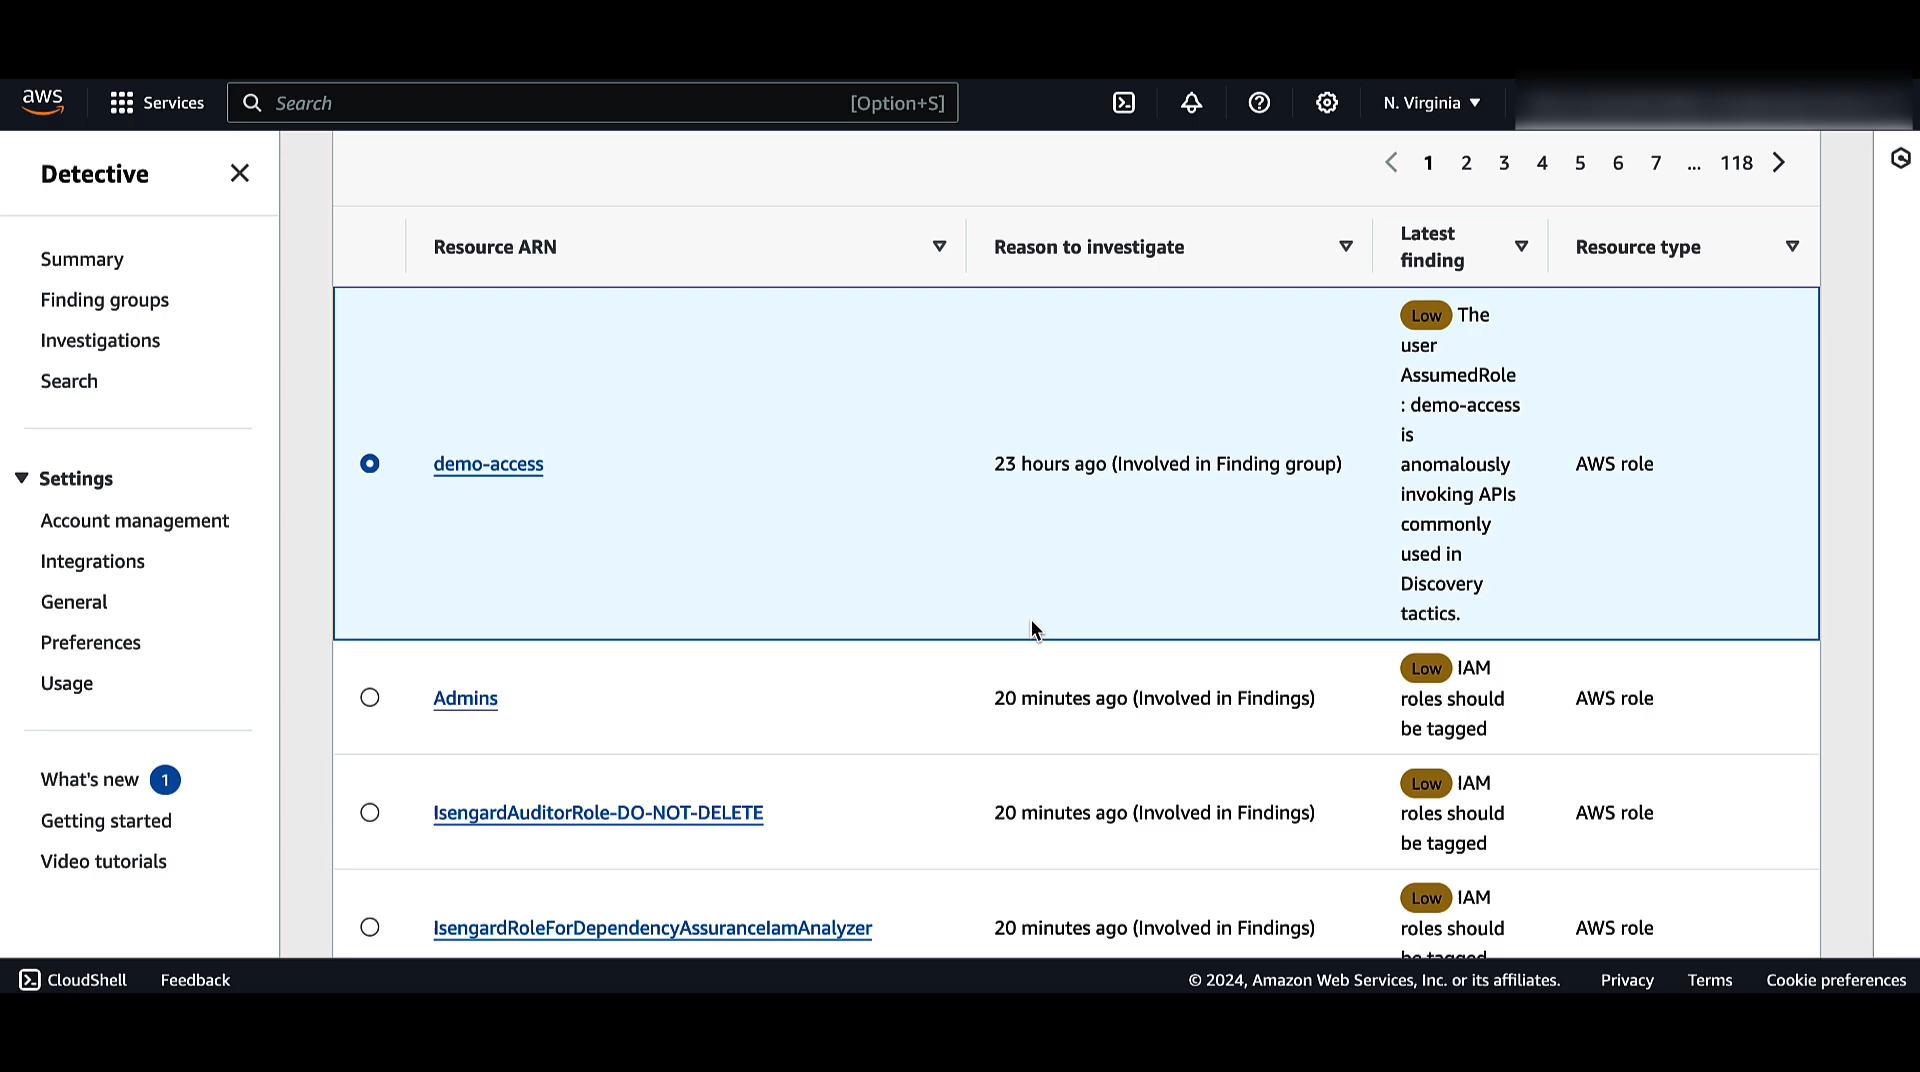 aws
Services
Search
[Option+S]
N. Virginia
Detective
Summary
Finding groups
Investigations
Search
Settings
Account management
Integrations
General
Preferences
Usage
What's new 1
Getting started
Video tutorials
1 2 3 4 5 6 7 ... 118
Resource ARN
Reason to investigate
Latest
finding
Resource type
demo-access
23 hours ago (Involved in Finding group)
Low The
user
AssumedRole
: demo-access
is
anomalously
invoking APIs
commonly
used in
Discovery
tactics.
AWS role
Admins
20 minutes ago (Involved in Findings)
Low IAM
roles should
be tagged
AWS role
IsengardAuditorRole-DO-NOT-DELETE
20 minutes ago (Involved in Findings)
Low IAM
roles should
be tagged
AWS role
IsengardRoleForDependencyAssuranceIamAnalyzer
20 minutes ago (Involved in Findings)
Low IAM
roles should
be tagged
AWS role
CloudShell
Feedback
© 2024, Amazon Web Services, Inc. or its affiliates.
Privacy
Terms
Cookie preferences